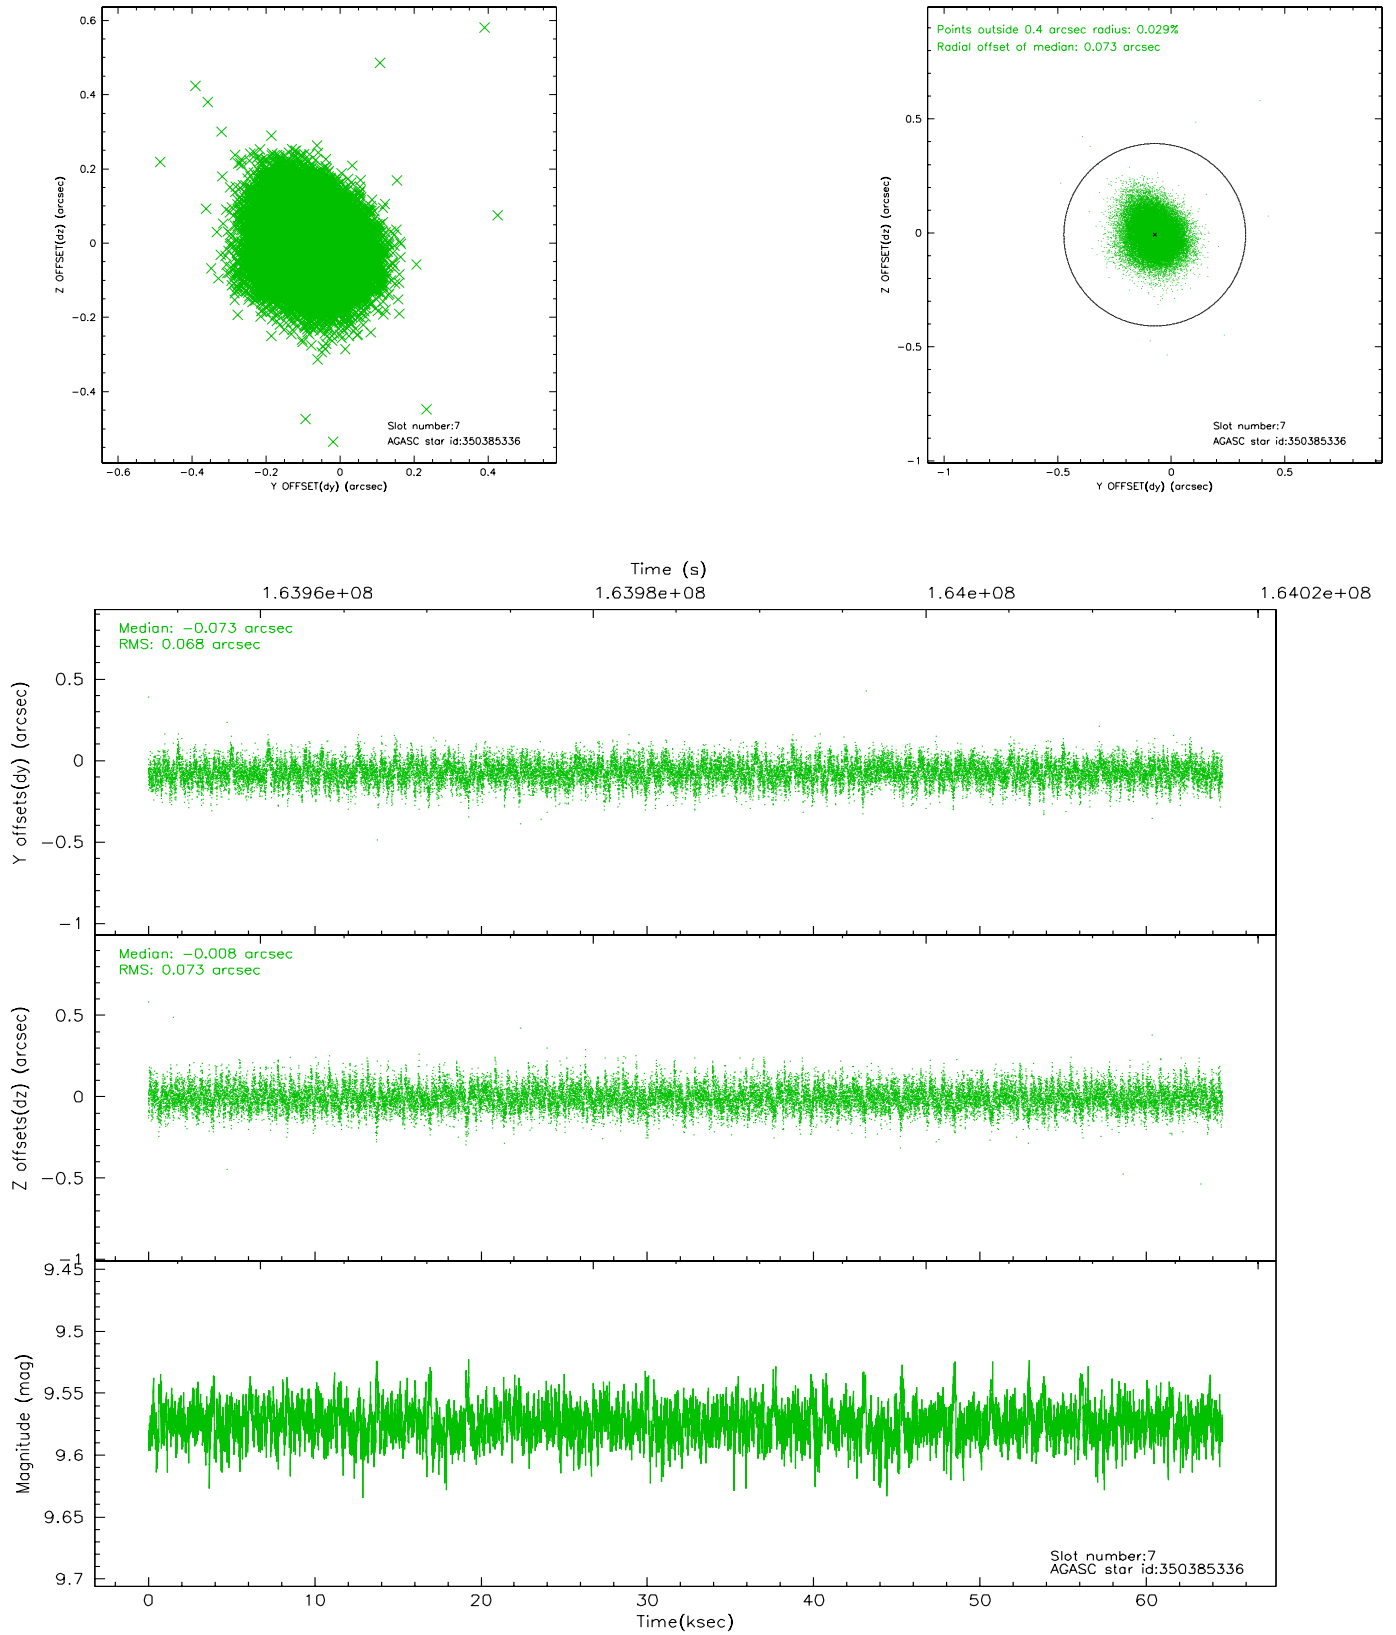 0.6
0.4
0.2
0
−0.2
−0.4
Z OFFSET(dz) (arcsec)
Slot number:7
AGASC star id:350385336
−0.6 −0.4 −0.2 0 0.2 0.4
Y OFFSET(dy) (arcsec)
Points outside 0.4 arcsec radius: 0.029%
Radial offset of median: 0.073 arcsec
0.5
0
−0.5
−1
Z OFFSET(dz) (arcsec)
Slot number:7
AGASC star id:350385336
−1 −0.5 0 0.5
Y OFFSET(dy) (arcsec)
Time (s)
1.6396e+08 1.6398e+08 1.64e+08 1.6402e+08
Median: −0.073 arcsec
RMS: 0.068 arcsec
0.5
0
−0.5
−1
Y offsets(dy) (arcsec)
Median: −0.008 arcsec
RMS: 0.073 arcsec
0.5
0
−0.5
−1
Z offsets(dz) (arcsec)
9.45
9.5
9.55
9.6
9.65
9.7
Magnitude (mag)
Slot number:7
AGASC star id:350385336
0 10 20 30 40 50 60
Time(ksec)